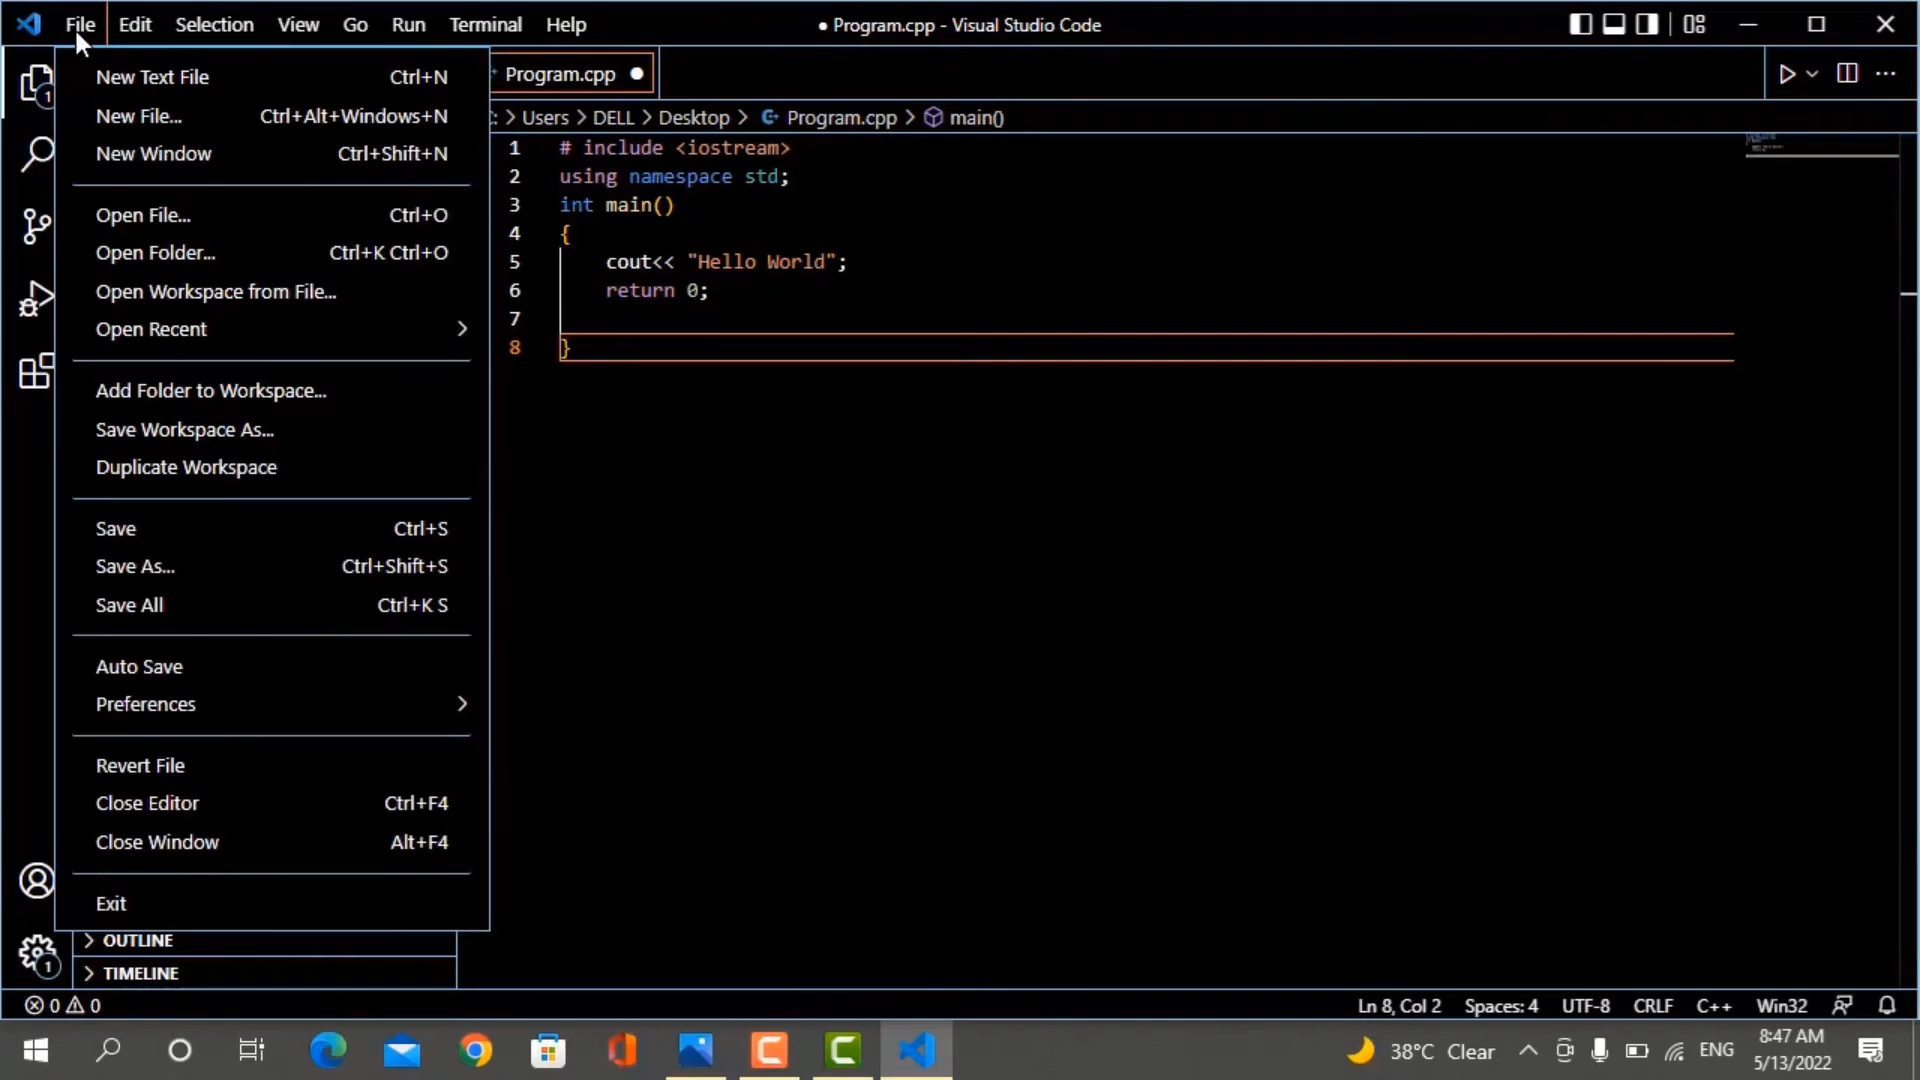 File Edit Selection View Go Run Terminal Help ● Program.cpp - Visual Studio Code
New Text File Ctrl+N
New File... Ctrl+Alt+Windows+N
New Window Ctrl+Shift+N
Open File... Ctrl+O
Open Folder... Ctrl+K Ctrl+O
Open Workspace from File...
Open Recent
Add Folder to Workspace...
Save Workspace As...
Duplicate Workspace
Save Ctrl+S
Save As... Ctrl+Shift+S
Save All Ctrl+K S
Auto Save
Preferences
Revert File
Close Editor Ctrl+F4
Close Window Alt+F4
Exit
OUTLINE
TIMELINE
1
1
Program.cpp ●
: > Users > DELL > Desktop > Program.cpp > main()
1 # include <iostream>
2 using namespace std;
3 int main()
4 {
5 cout<< "Hello World";
6 return 0;
7
8 }
0 0 Ln 8, Col 2 Spaces: 4 UTF-8 CRLF C++ Win32
38°C Clear ENG 8:47 AM
5/13/2022